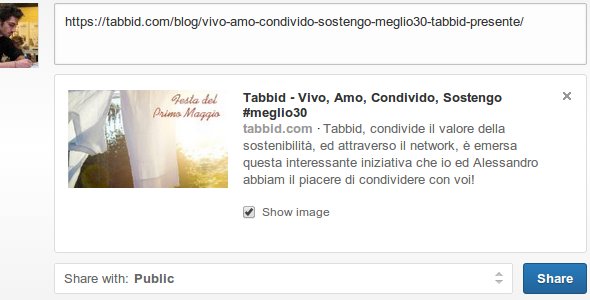 https://tabbid.com/blog/vivo-amo-condivido-sostengo-meglio30-tabbid-presente/
Festa del
Primo Maggio
Tabbid - Vivo, Amo, Condivido, Sostengo
#meglio30
tabbid.com · Tabbid, condivide il valore della
sostenibilità, ed attraverso il network, è emersa
questa interessante iniziativa che io ed Alessandro
abbiam il piacere di condividere con voi!
Show image
Share with: Public
Share